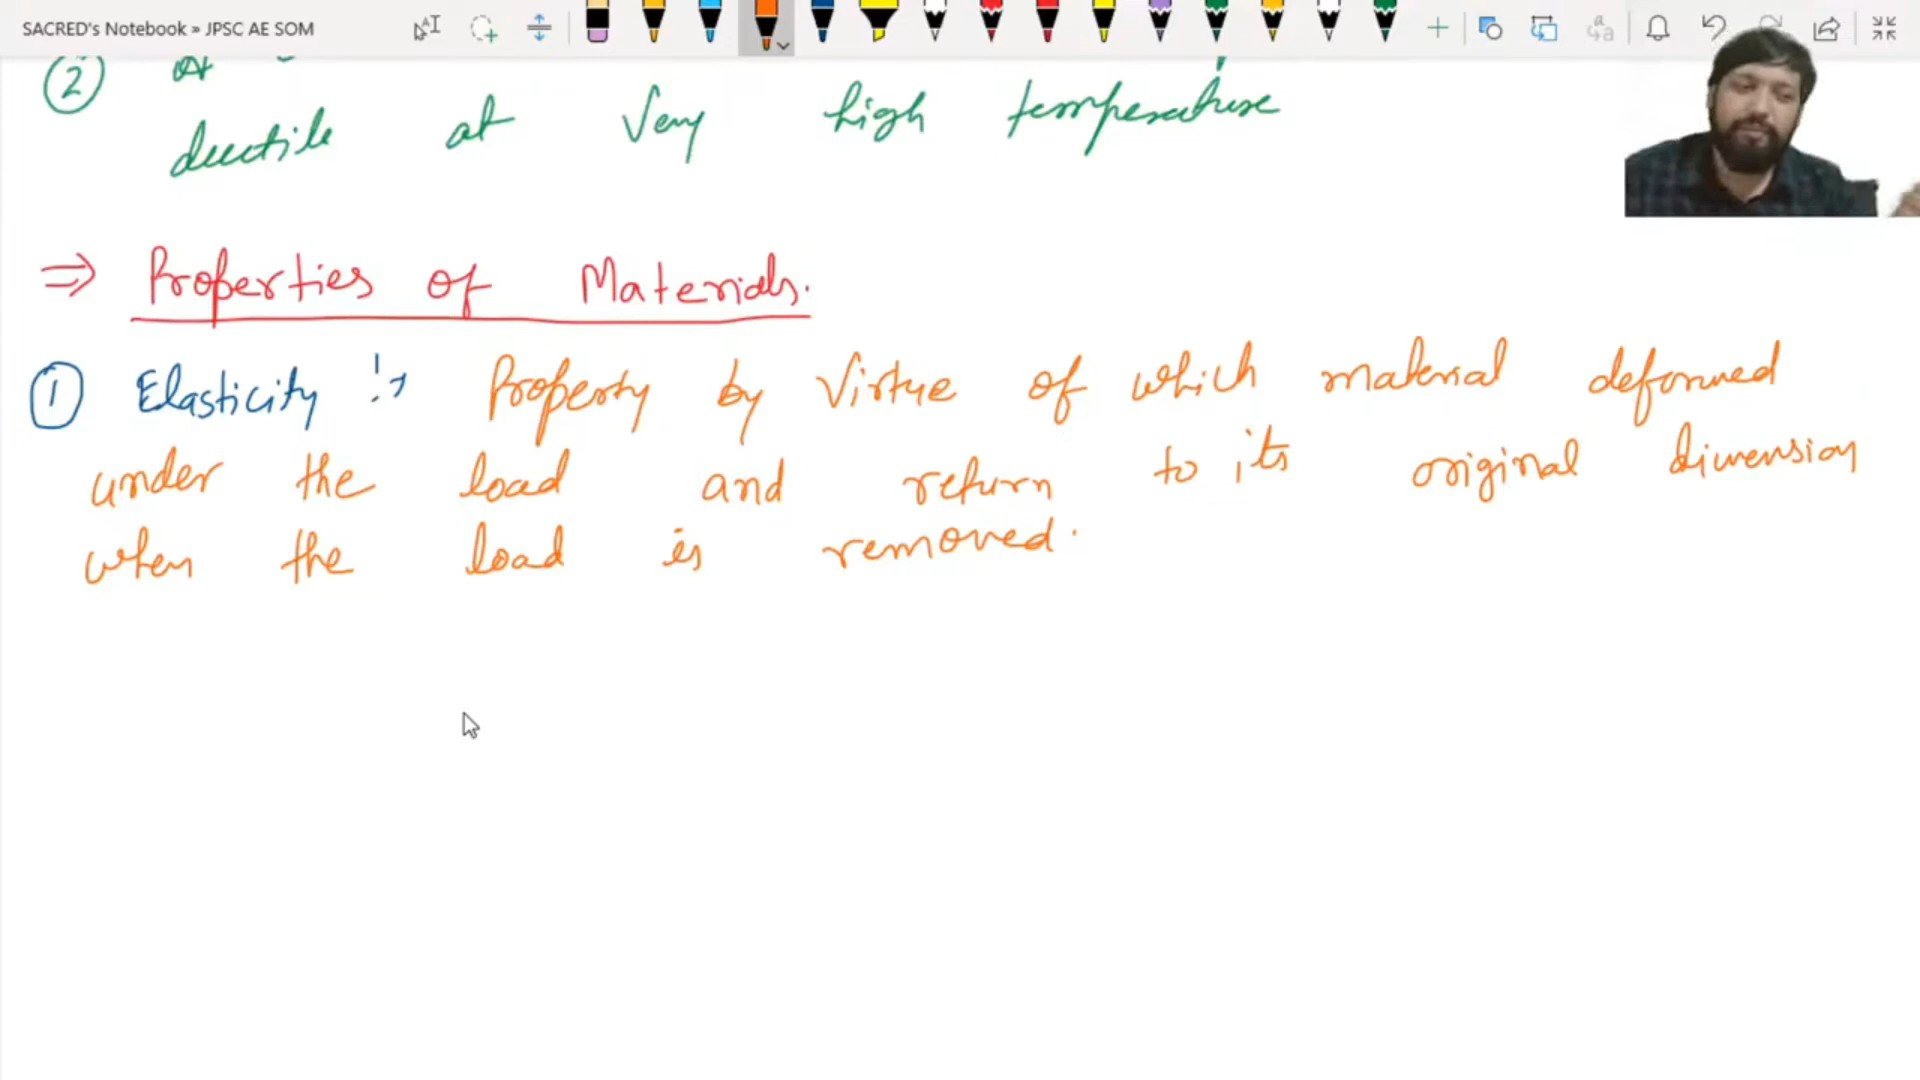 SACRED's Notebook » JPSC AE SOM
②
ductile at very high temperature
⇒ Properties of Materials.
① Elasticity :→ Property by virtue of which material deformed
under the load and return to its original dimension
when the load is removed.